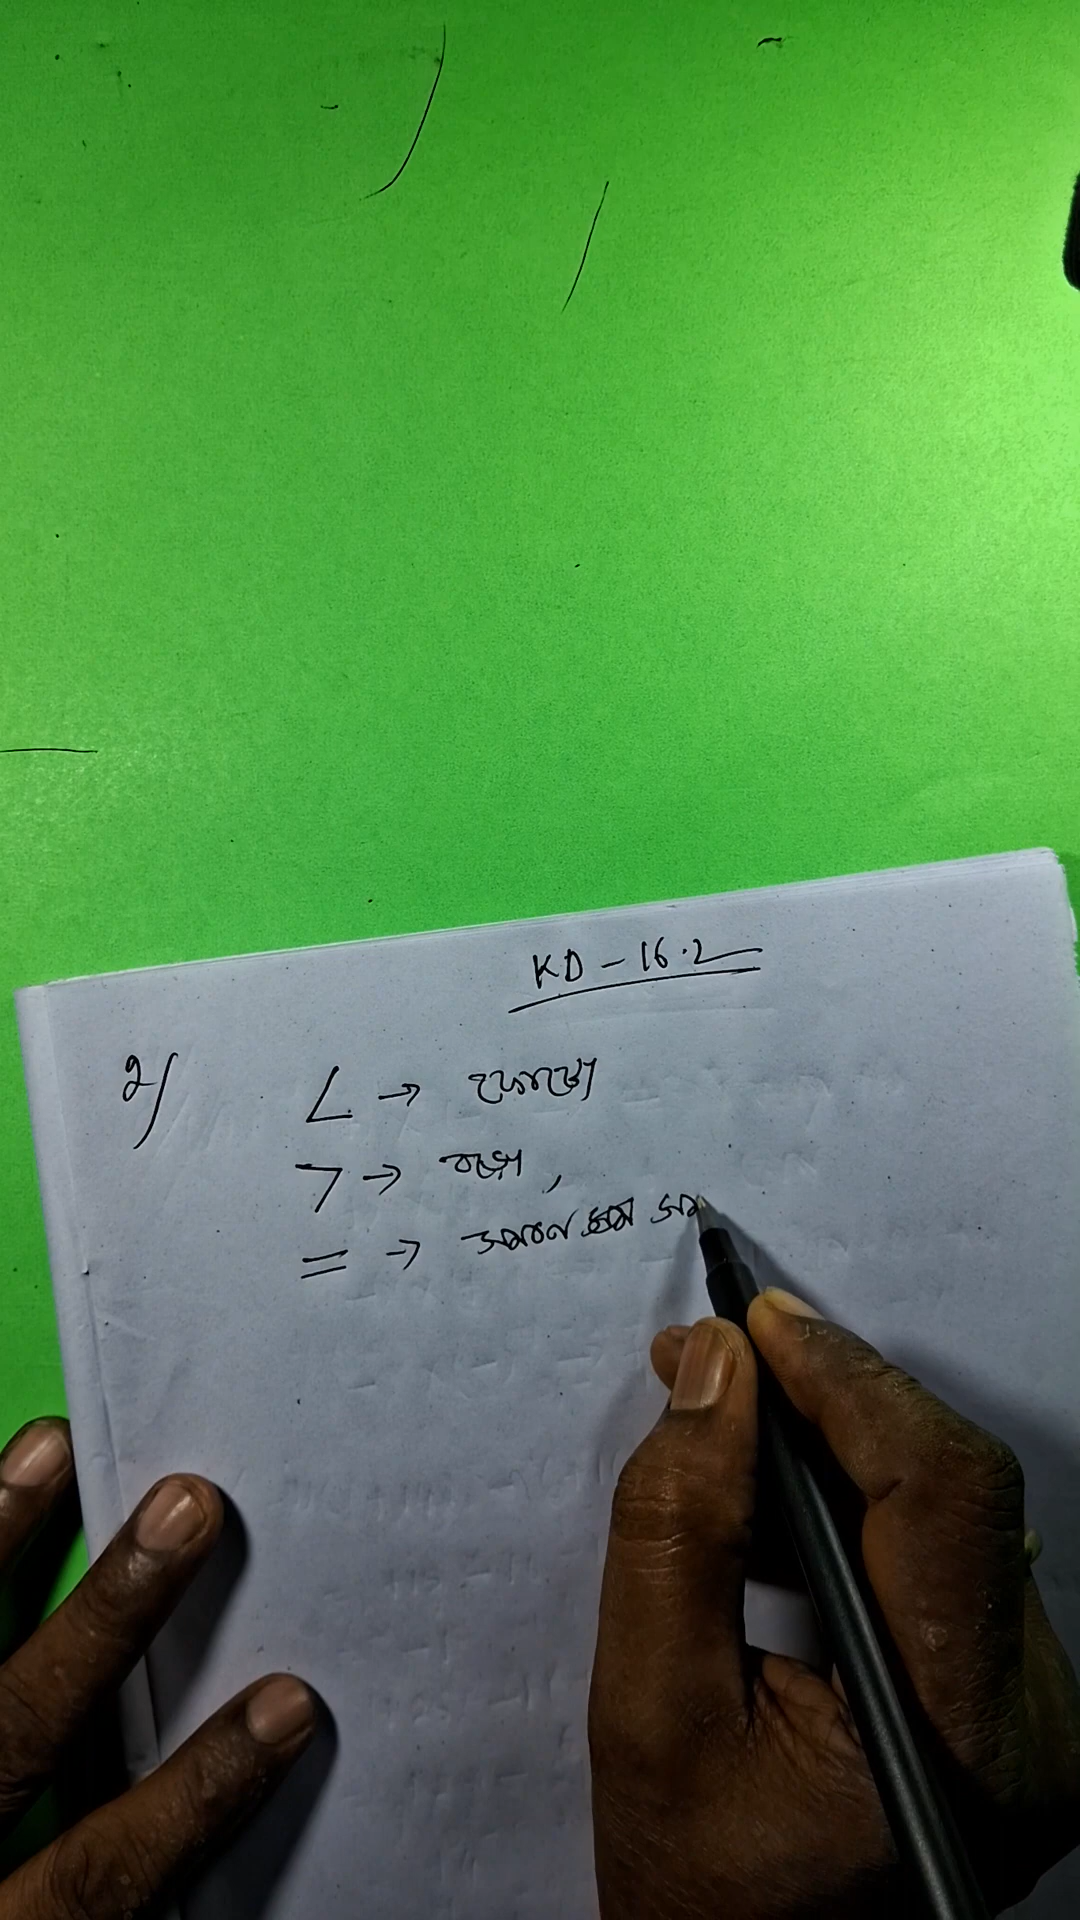 KD - 16.2
2/ < → ছোটো
> → বড়ো,
= → সমান